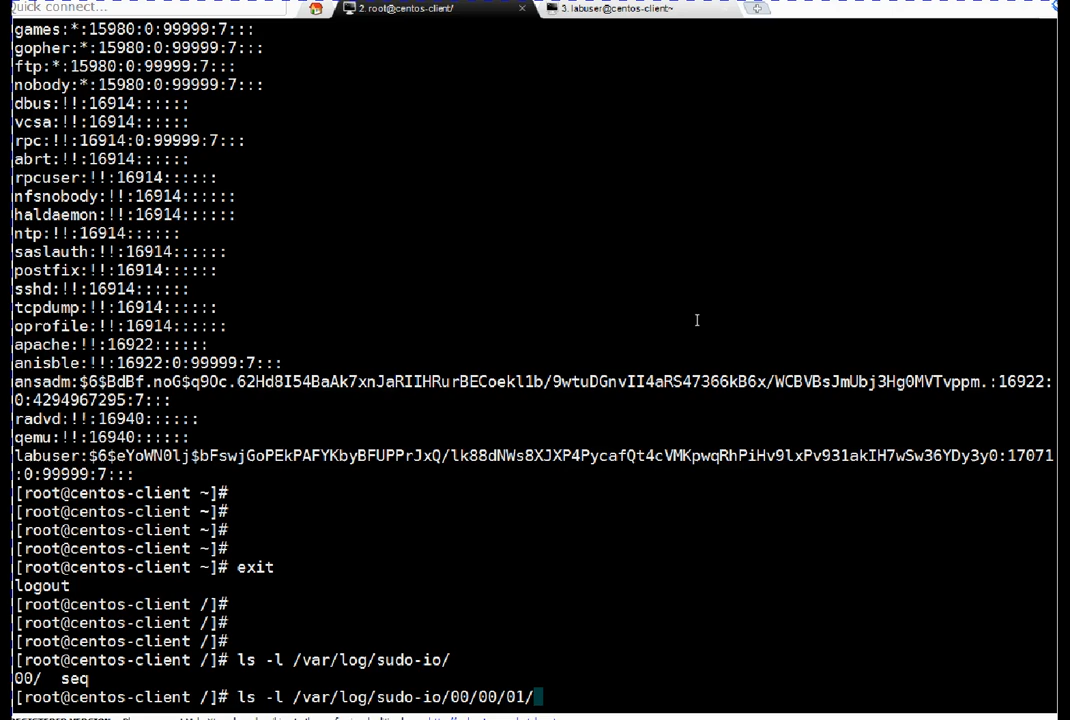 Quick connect...
2. root@centos-client/
3. labuser@centos-client~
games:*:15980:0:99999:7:::
gopher:*:15980:0:99999:7:::
ftp:*:15980:0:99999:7:::
nobody:*:15980:0:99999:7:::
dbus:!!:16914::::::
vcsa:!!:16914::::::
rpc:!!:16914:0:99999:7:::
abrt:!!:16914::::::
rpcuser:!!:16914::::::
nfsnobody:!!:16914::::::
haldaemon:!!:16914::::::
ntp:!!:16914::::::
saslauth:!!:16914::::::
postfix:!!:16914::::::
sshd:!!:16914::::::
tcpdump:!!:16914::::::
oprofile:!!:16914::::::
apache:!!:16922::::::
anisble:!!:16922:0:99999:7:::
ansadm:$6$BdBf.noG$q9Oc.62Hd8I54BaAk7xnJaRIIHRurBECoekl1b/9wtuDGnvII4aRS47366kB6x/WCBVBsJmUbj3Hg0MVTvppm.:16922:
0:4294967295:7:::
radvd:!!:16940::::::
qemu:!!:16940::::::
labuser:$6$eYoWN0lj$bFswjGoPEkPAFYKbyBFUPPrJxQ/lk88dNWs8XJXP4PycafQt4cVMKpwqRhPiHv9lxPv931akIH7wSw36YDy3y0:17071
:0:99999:7:::
[root@centos-client ~]#
[root@centos-client ~]#
[root@centos-client ~]#
[root@centos-client ~]#
[root@centos-client ~]# exit
logout
[root@centos-client /]#
[root@centos-client /]#
[root@centos-client /]#
[root@centos-client /]# ls -l /var/log/sudo-io/
00/  seq
[root@centos-client /]# ls -l /var/log/sudo-io/00/00/01/